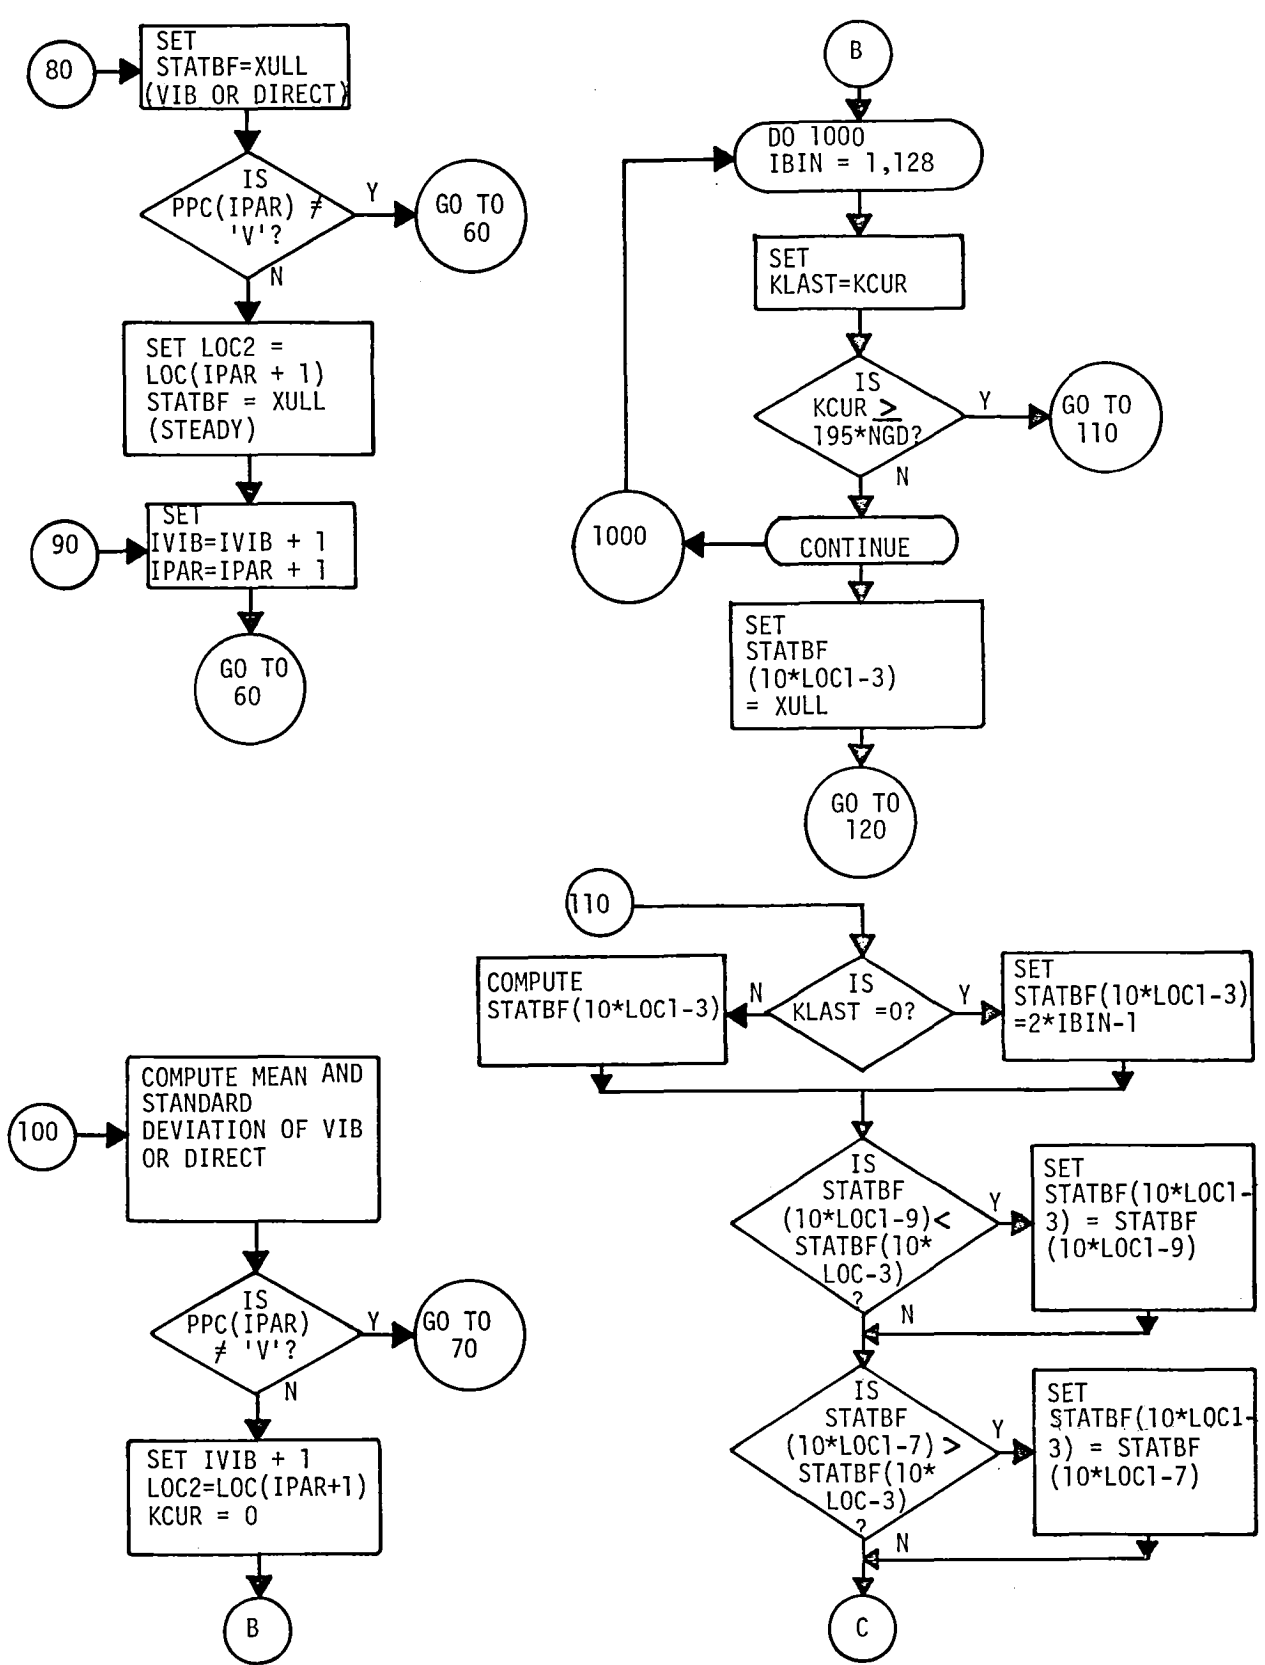 80
SET
STATBF=XULL
(VIB OR DIRECT)
IS
PPC(IPAR) ≠
'V'?
Y
GO TO
60
N
SET LOC2 =
LOC(IPAR + 1)
STATBF = XULL
(STEADY)
90
SET
IVIB=IVIB + 1
IPAR=IPAR + 1
GO TO
60
100
COMPUTE MEAN AND
STANDARD
DEVIATION OF VIB
OR DIRECT
IS
PPC(IPAR)
≠ 'V'?
Y
GO TO
70
N
SET IVIB + 1
LOC2=LOC(IPAR+1)
KCUR = 0
B
B
DO 1000
IBIN = 1,128
SET
KLAST=KCUR
IS
KCUR ≥
195*NGD?
Y
GO TO
110
N
1000
CONTINUE
SET
STATBF
(10*LOC1-3)
= XULL
GO TO
120
110
IS
KLAST =0?
N
COMPUTE
STATBF(10*LOC1-3)
Y
SET
STATBF(10*LOC1-3)
=2*IBIN-1
IS
STATBF
(10*LOC1-9)<
STATBF(10*
LOC-3)
?
Y
SET
STATBF(10*LOC1-
3) = STATBF
(10*LOC1-9)
N
IS
STATBF
(10*LOC1-7) >
STATBF(10*
LOC-3)
?
Y
SET
STATBF(10*LOC1-
3) = STATBF
(10*LOC1-7)
N
C